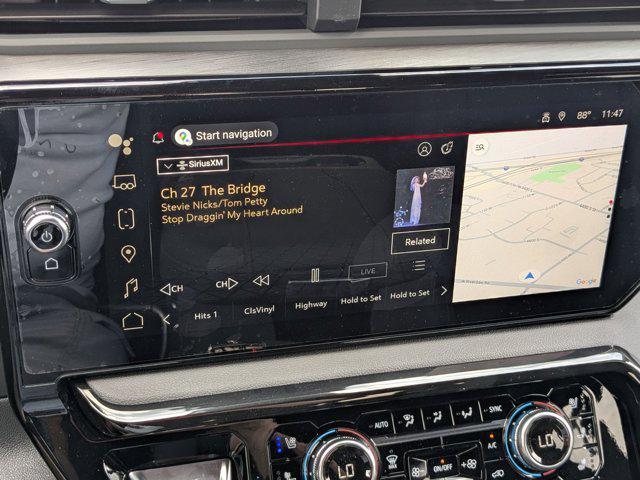 88° 11:47
Start navigation
SiriusXM
Ch 27 The Bridge
Stevie Nicks/Tom Petty
Stop Draggin' My Heart Around
Related
CH CH LIVE
Hits 1 ClsVinyl Highway Hold to Set Hold to Set
Google
AUTO SYNC
A/C
ON/OFF
LO LO